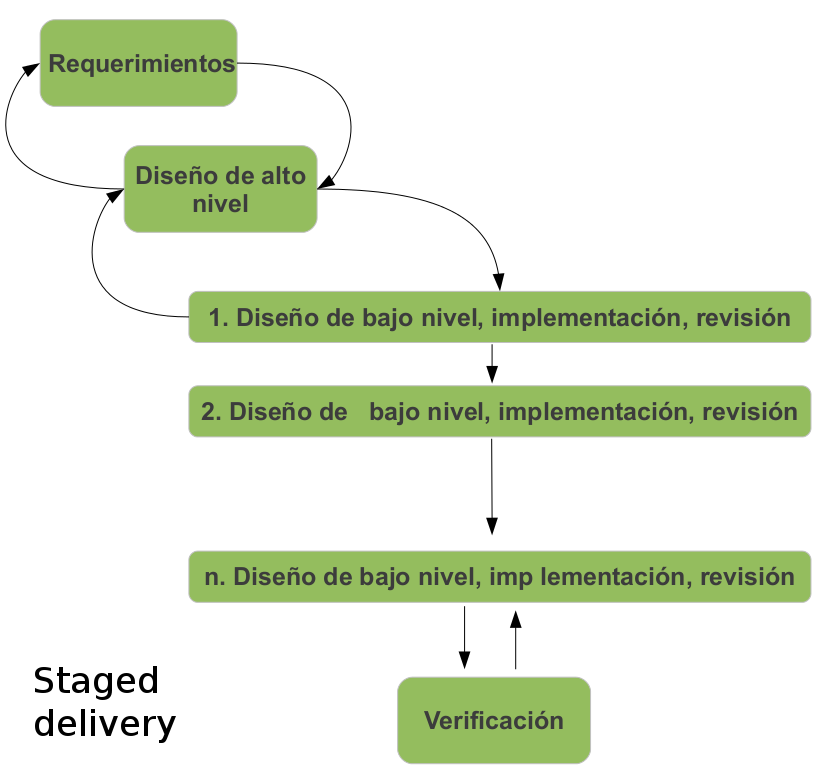 Requerimientos
Diseño de alto
nivel
1. Diseño de bajo nivel, implementación, revisión
2. Diseño de   bajo nivel, implementación, revisión
n. Diseño de bajo nivel, imp lementación, revisión
Verificación
Staged
delivery